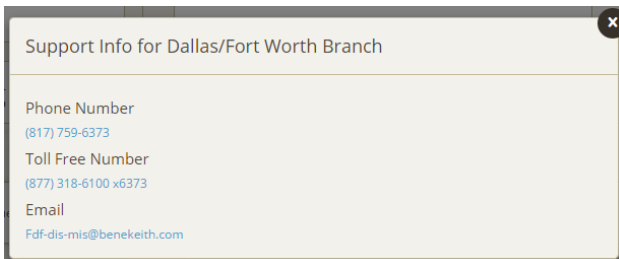 Support Info for Dallas/Fort Worth Branch
Phone Number
(817) 759-6373
Toll Free Number
(877) 318-6100 x6373
Email
Fdf-dis-mis@benekeith.com